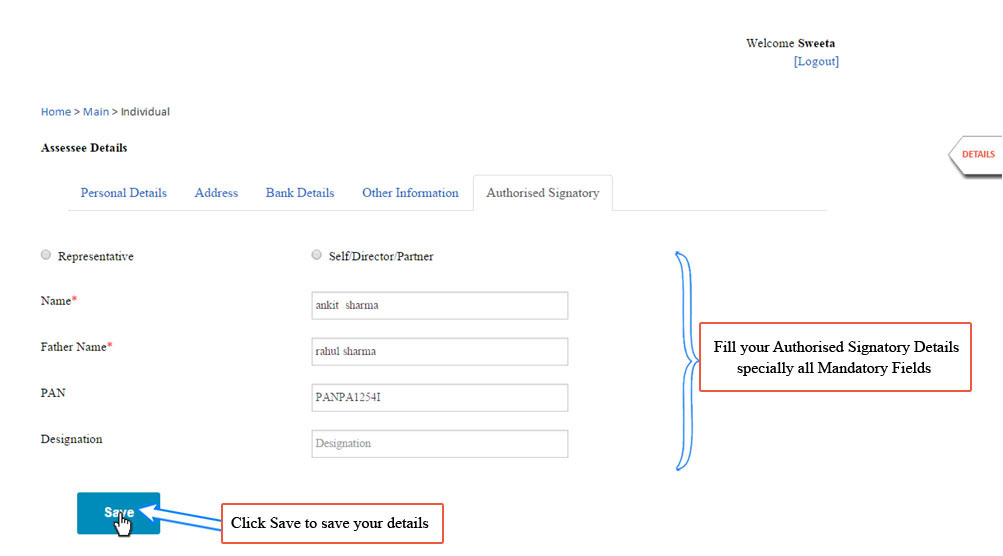 Welcome Sweeta
[Logout]
Home > Main > Individual
Assessee Details
DETAILS
Personal Details Address Bank Details Other Information Authorised Signatory
Representative Self/Director/Partner
Name* ankit sharma
Father Name* rahul sharma
PAN PANPA1254I
Designation Designation
Fill your Authorised Signatory Details
specially all Mandatory Fields
Save
Click Save to save your details